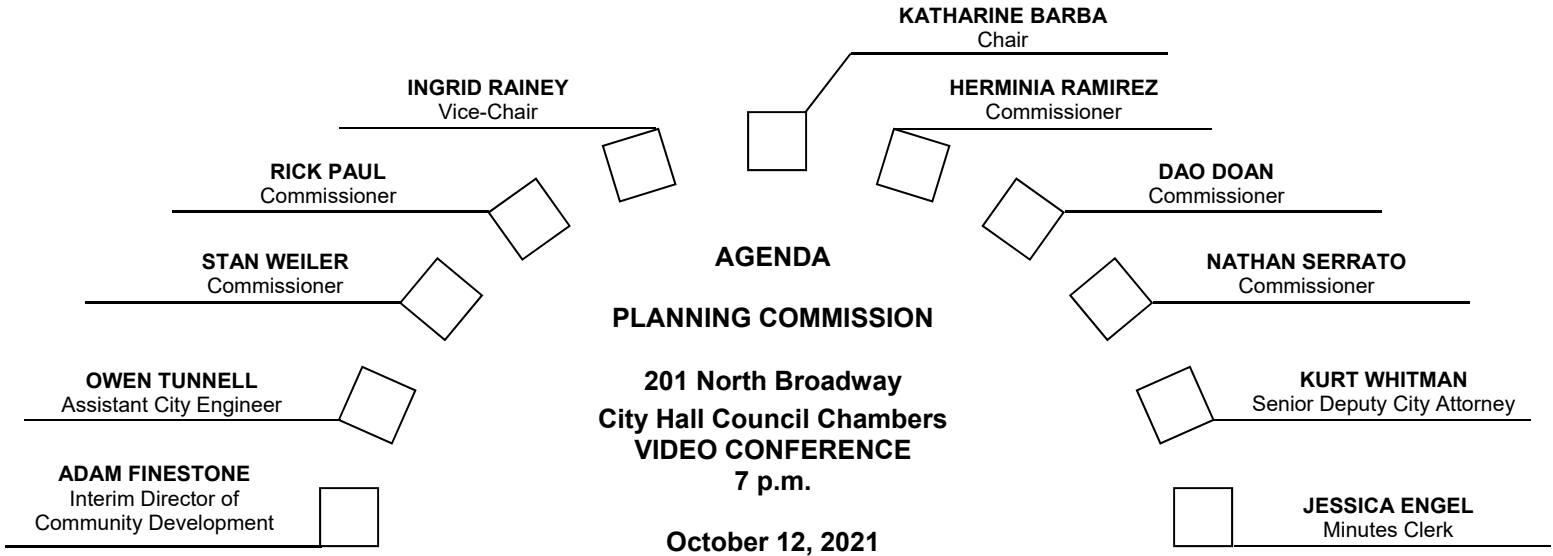 KATHARINE BARBA
Chair
INGRID RAINEY
Vice-Chair
HERMINIA RAMIREZ
Commissioner
RICK PAUL
Commissioner
DAO DOAN
Commissioner
STAN WEILER
Commissioner
NATHAN SERRATO
Commissioner
AGENDA
PLANNING COMMISSION
201 North Broadway
City Hall Council Chambers
VIDEO CONFERENCE
7 p.m.
October 12, 2021
OWEN TUNNELL
Assistant City Engineer
KURT WHITMAN
Senior Deputy City Attorney
ADAM FINESTONE
Interim Director of
Community Development
JESSICA ENGEL
Minutes Clerk